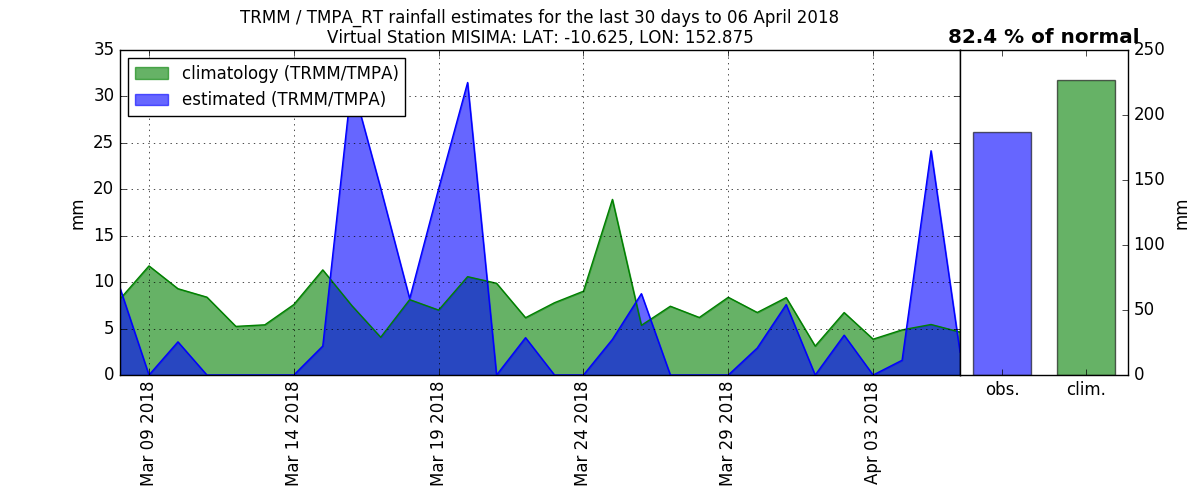 TRMM / TMPA_RT rainfall estimates for the last 30 days to 06 April 2018
Virtual Station MISIMA: LAT: -10.625, LON: 152.875
82.4 % of normal
climatology (TRMM/TMPA)
estimated (TRMM/TMPA)
35
30
25
20
15
10
5
0
mm
Mar 09 2018
Mar 14 2018
Mar 19 2018
Mar 24 2018
Mar 29 2018
Apr 03 2018
obs.
clim.
250
200
150
100
50
0
mm